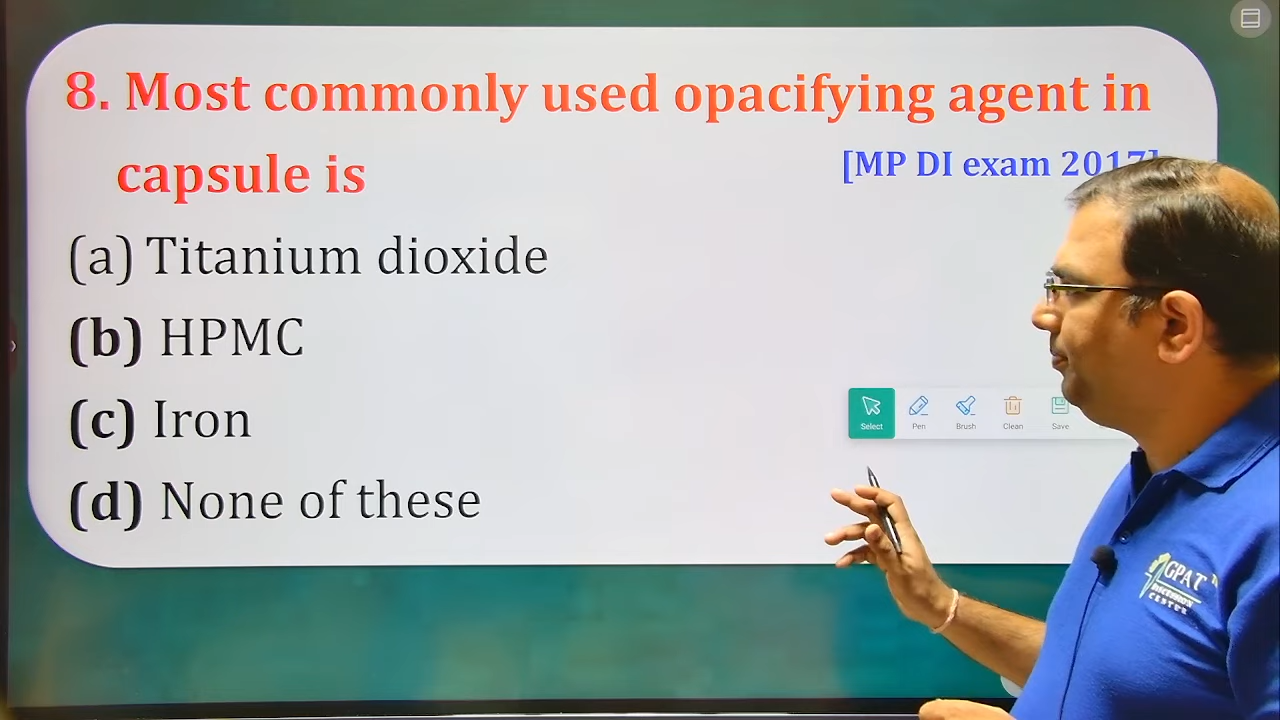 8. Most commonly used opacifying agent in
capsule is
[MP DI exam 2017]
(a) Titanium dioxide
(b) HPMC
(c) Iron
(d) None of these
Select
Pen
Brush
Clean
Save
GPAT
CENTER